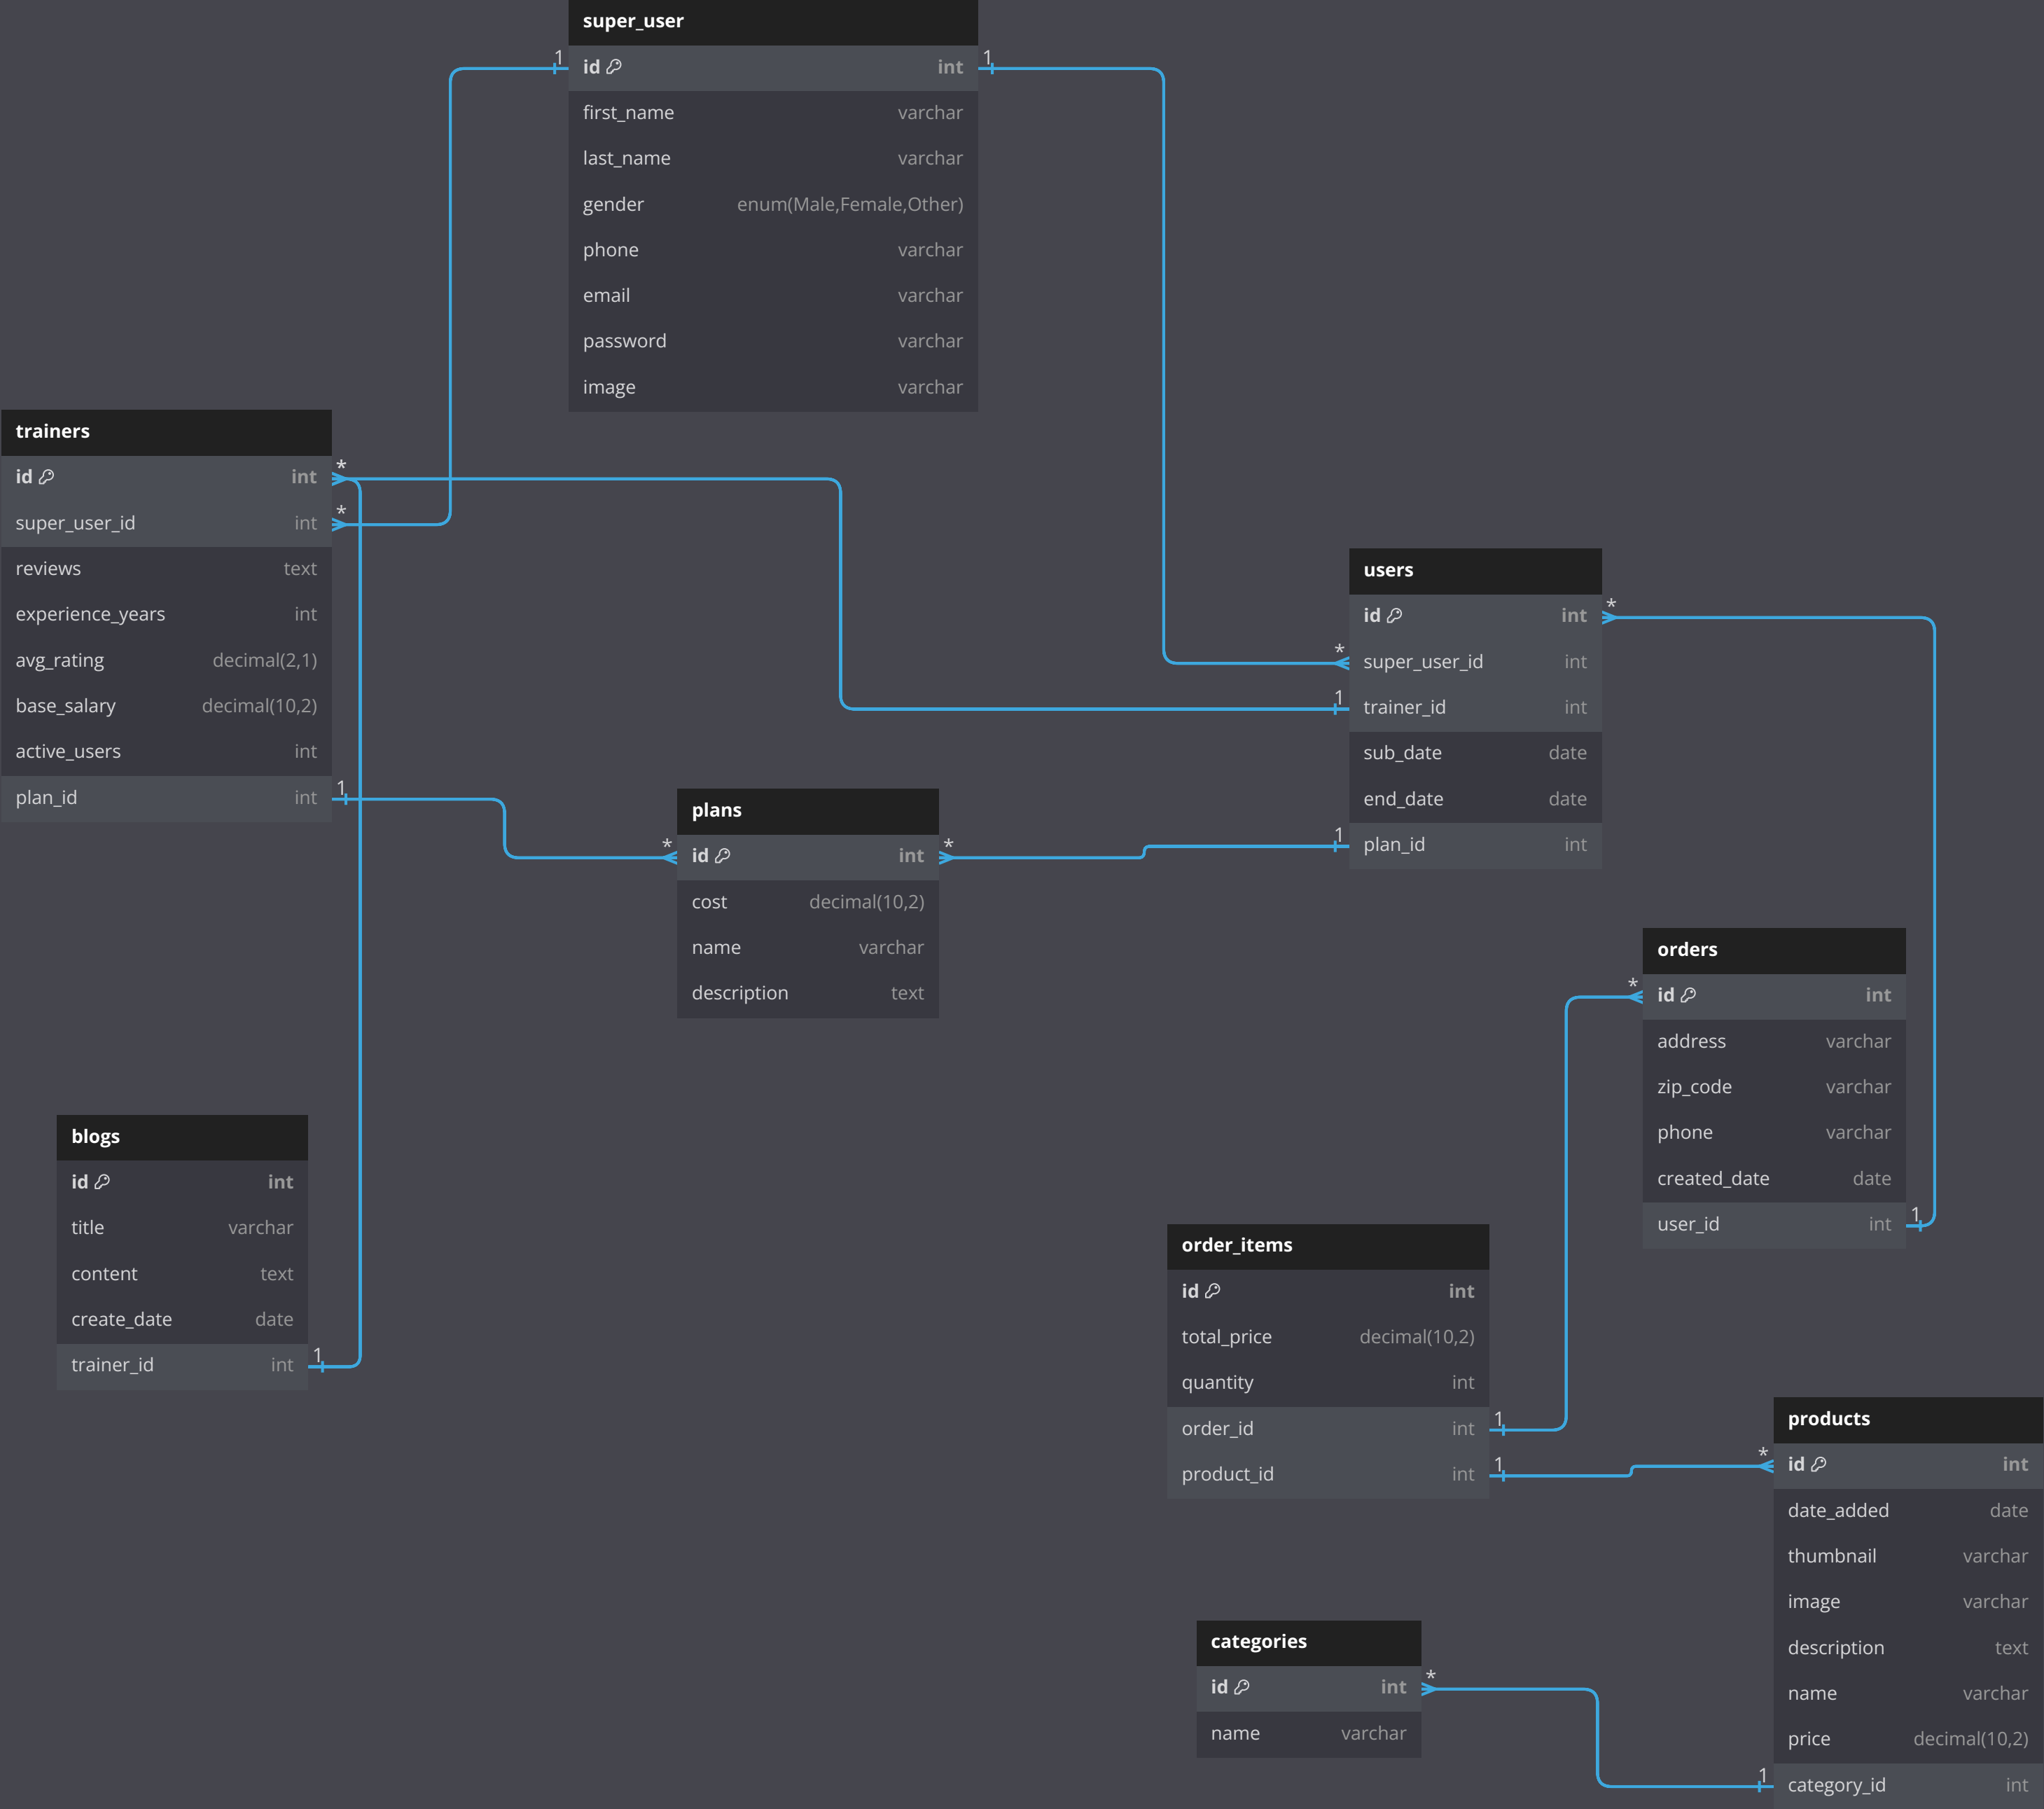 super_user
1 id int 1
first_name varchar
last_name varchar
gender enum(Male,Female,Other)
phone varchar
email varchar
password varchar
image varchar
trainers
id int *
super_user_id int *
reviews text
experience_years int
avg_rating decimal(2,1)
base_salary decimal(10,2)
active_users int
plan_id int 1
users
id int *
* super_user_id int
1 trainer_id int
sub_date date
end_date date
1 plan_id int
plans
* id int *
cost decimal(10,2)
name varchar
description text
orders
* id int
address varchar
zip_code varchar
phone varchar
created_date date
user_id int 1
blogs
id int
title varchar
content text
create_date date
trainer_id int 1
order_items
id int
total_price decimal(10,2)
quantity int
order_id int 1
product_id int 1
products
* id int
date_added date
thumbnail varchar
image varchar
description text
name varchar
price decimal(10,2)
1 category_id int
categories
id int *
name varchar